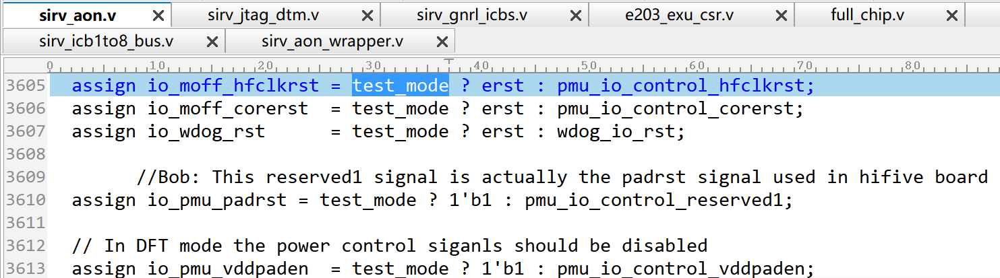 sirv_aon.v × sirv_jtag_dtm.v × sirv_gnrl_icbs.v × e203_exu_csr.v × full_chip.v ×
sirv_icb1to8_bus.v × sirv_aon_wrapper.v ×
0 10 20 30 40 50 60 70 80
3605 assign io_moff_hfclkrst = test_mode ? erst : pmu_io_control_hfclkrst;
3606 assign io_moff_corerst  = test_mode ? erst : pmu_io_control_corerst;
3607 assign io_wdog_rst      = test_mode ? erst : wdog_io_rst;
3608
3609 //Bob: This reserved1 signal is actually the padrst signal used in hifive board
3610 assign io_pmu_padrst = test_mode ? 1'b1 : pmu_io_control_reserved1;
3611
3612 // In DFT mode the power control siganls should be disabled
3613 assign io_pmu_vddpaden  = test_mode ? 1'b1 : pmu_io_control_vddpaden;